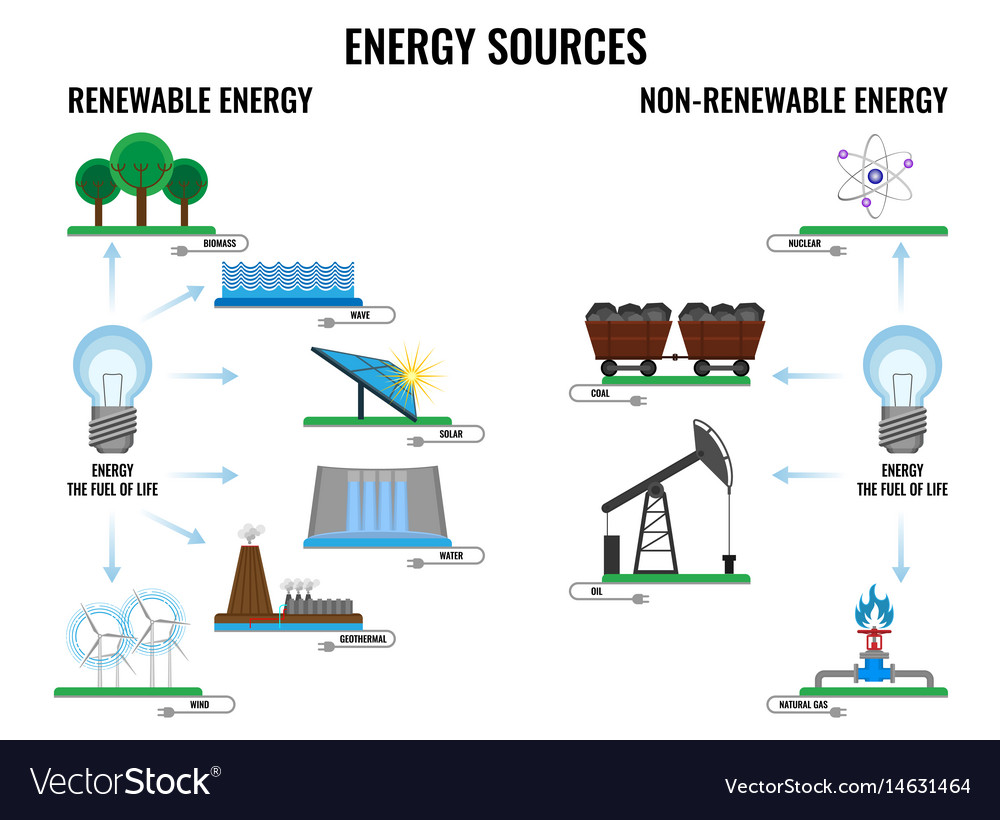 ENERGY SOURCES
RENEWABLE ENERGY
NON-RENEWABLE ENERGY
BIOMASS
WAVE
SOLAR
ENERGY
THE FUEL OF LIFE
WATER
GEOTHERMAL
WIND
NUCLEAR
COAL
ENERGY
THE FUEL OF LIFE
OIL
NATURAL GAS
VectorStock®
VectorStock.com/14631464